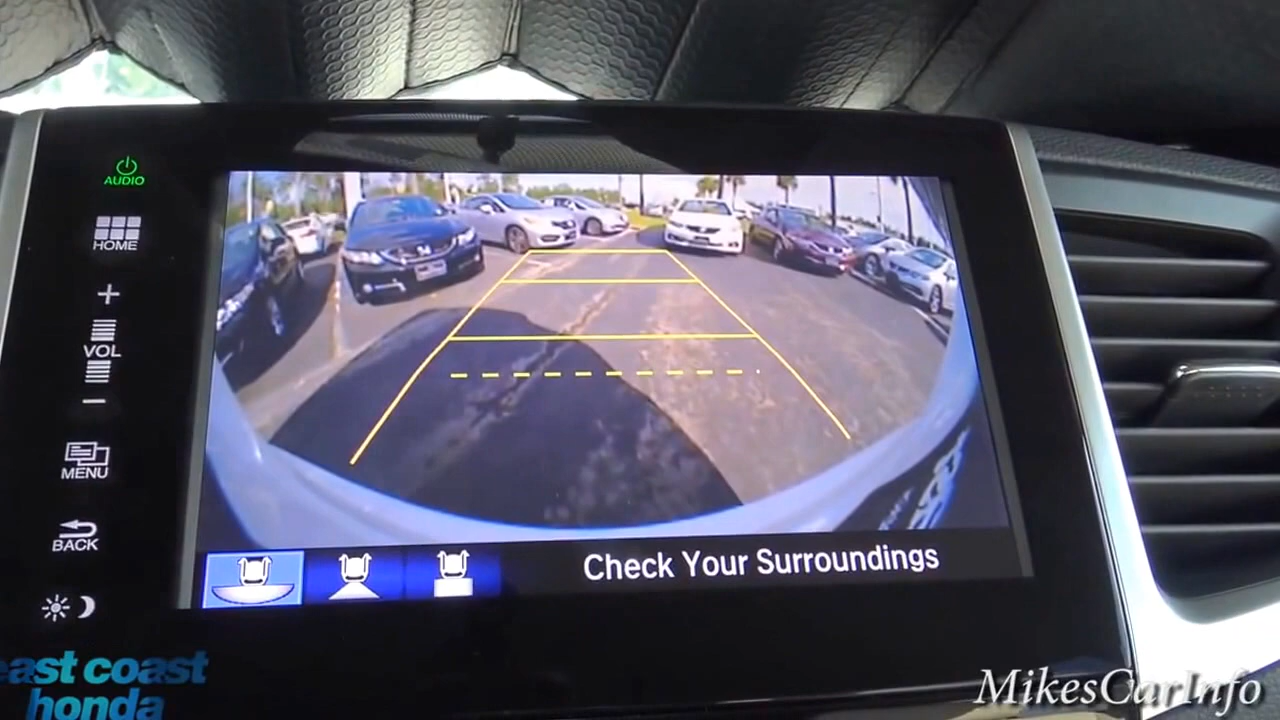 AUDIO
HOME
+
VOL
−
MENU
BACK
Check Your Surroundings
east coast
honda
MikesCarInfo